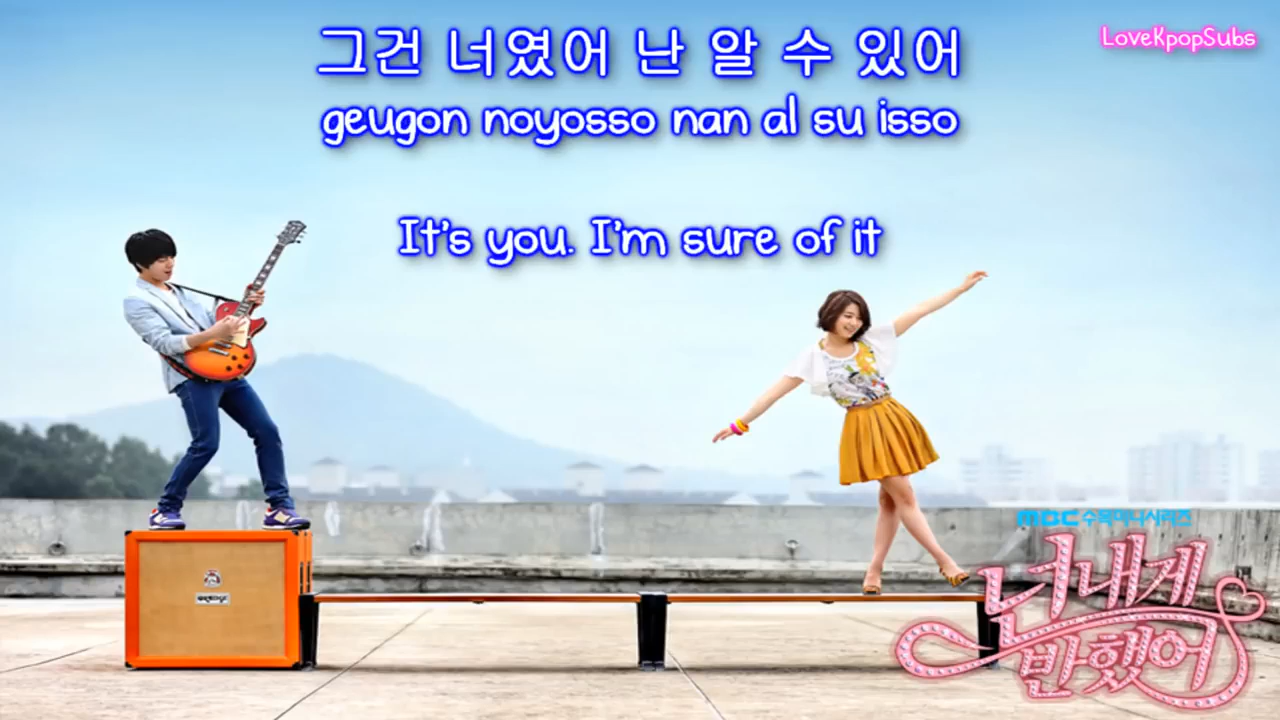 LoveKpopSubs
그건 너였어 난 알 수 있어
geugon noyosso nan al su isso
It's you. I'm sure of it
MBC 수목미니시리즈
넌 내게
반했어